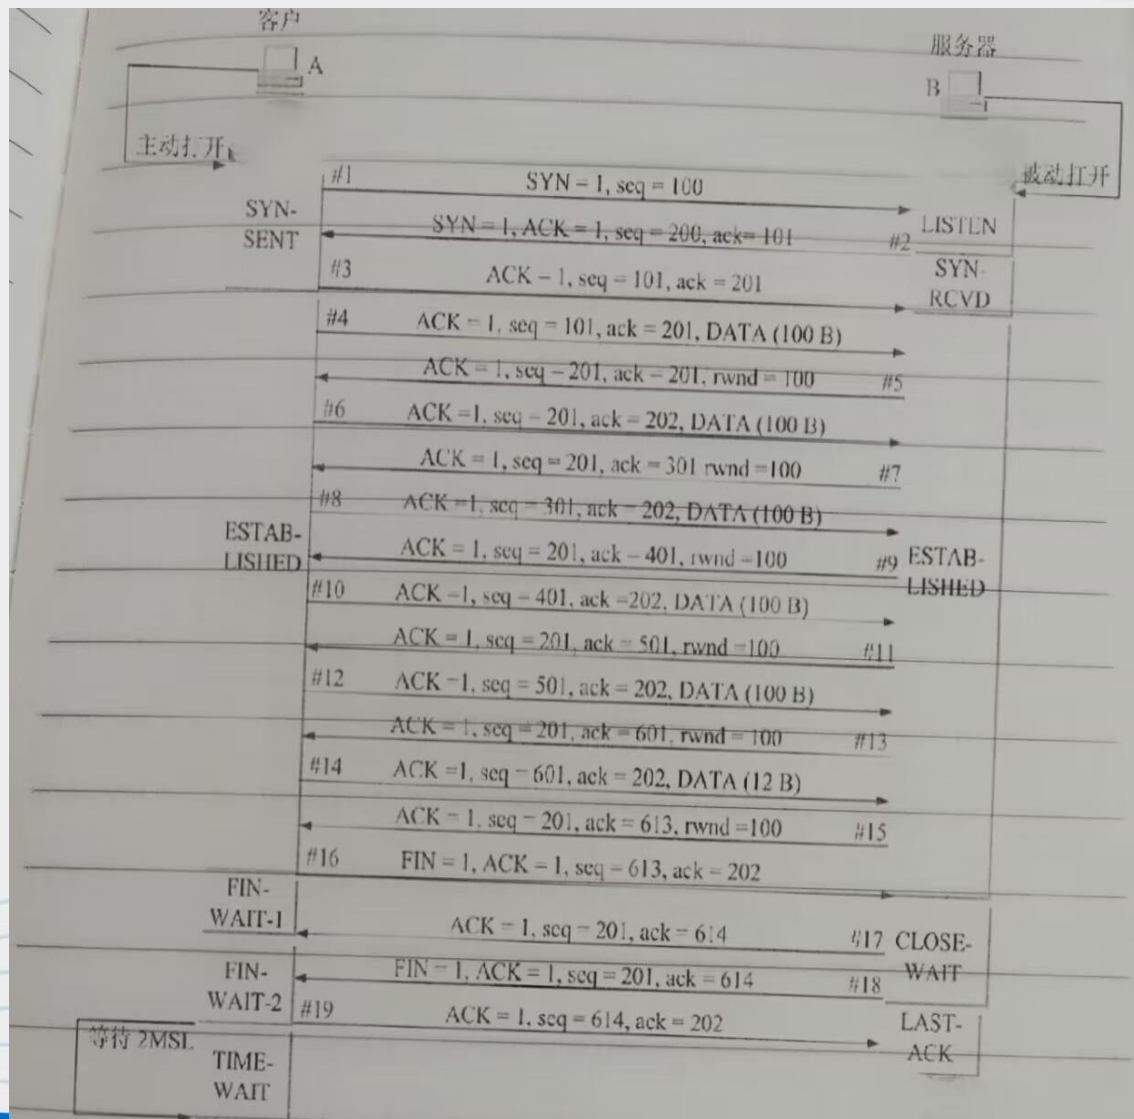 客户
A
服务器
B
主动打开
被动打开
#1 SYN = 1, seq = 100
SYN-SENT
LISTEN
SYN = 1, ACK = 1, seq = 200, ack= 101 #2
SYN-RCVD
#3 ACK = 1, seq = 101, ack = 201
#4 ACK = 1, seq = 101, ack = 201, DATA (100 B)
ACK = 1, seq = 201, ack = 201, rwnd = 100 #5
#6 ACK =1, seq = 201, ack = 202, DATA (100 B)
ACK = 1, seq = 201, ack = 301 rwnd =100 #7
#8 ACK =1, seq = 301, ack = 202, DATA (100 B)
ESTAB-LISHED
ACK = 1, seq = 201, ack = 401, rwnd =100 #9
ESTAB-LISHED
#10 ACK =1, seq = 401, ack =202, DATA (100 B)
ACK = 1, seq = 201, ack = 501, rwnd =100 #11
#12 ACK =1, seq = 501, ack = 202, DATA (100 B)
ACK = 1, seq = 201, ack = 601, rwnd = 100 #13
#14 ACK =1, seq = 601, ack = 202, DATA (12 B)
ACK = 1, seq = 201, ack = 613, rwnd =100 #15
#16 FIN = 1, ACK = 1, seq = 613, ack = 202
FIN-WAIT-1
ACK = 1, seq = 201, ack = 614 #17
CLOSE-WAIT
FIN = 1, ACK = 1, seq = 201, ack = 614 #18
FIN-WAIT-2
#19 ACK = 1, seq = 614, ack = 202
LAST-ACK
等待 2MSL
TIME-WAIT